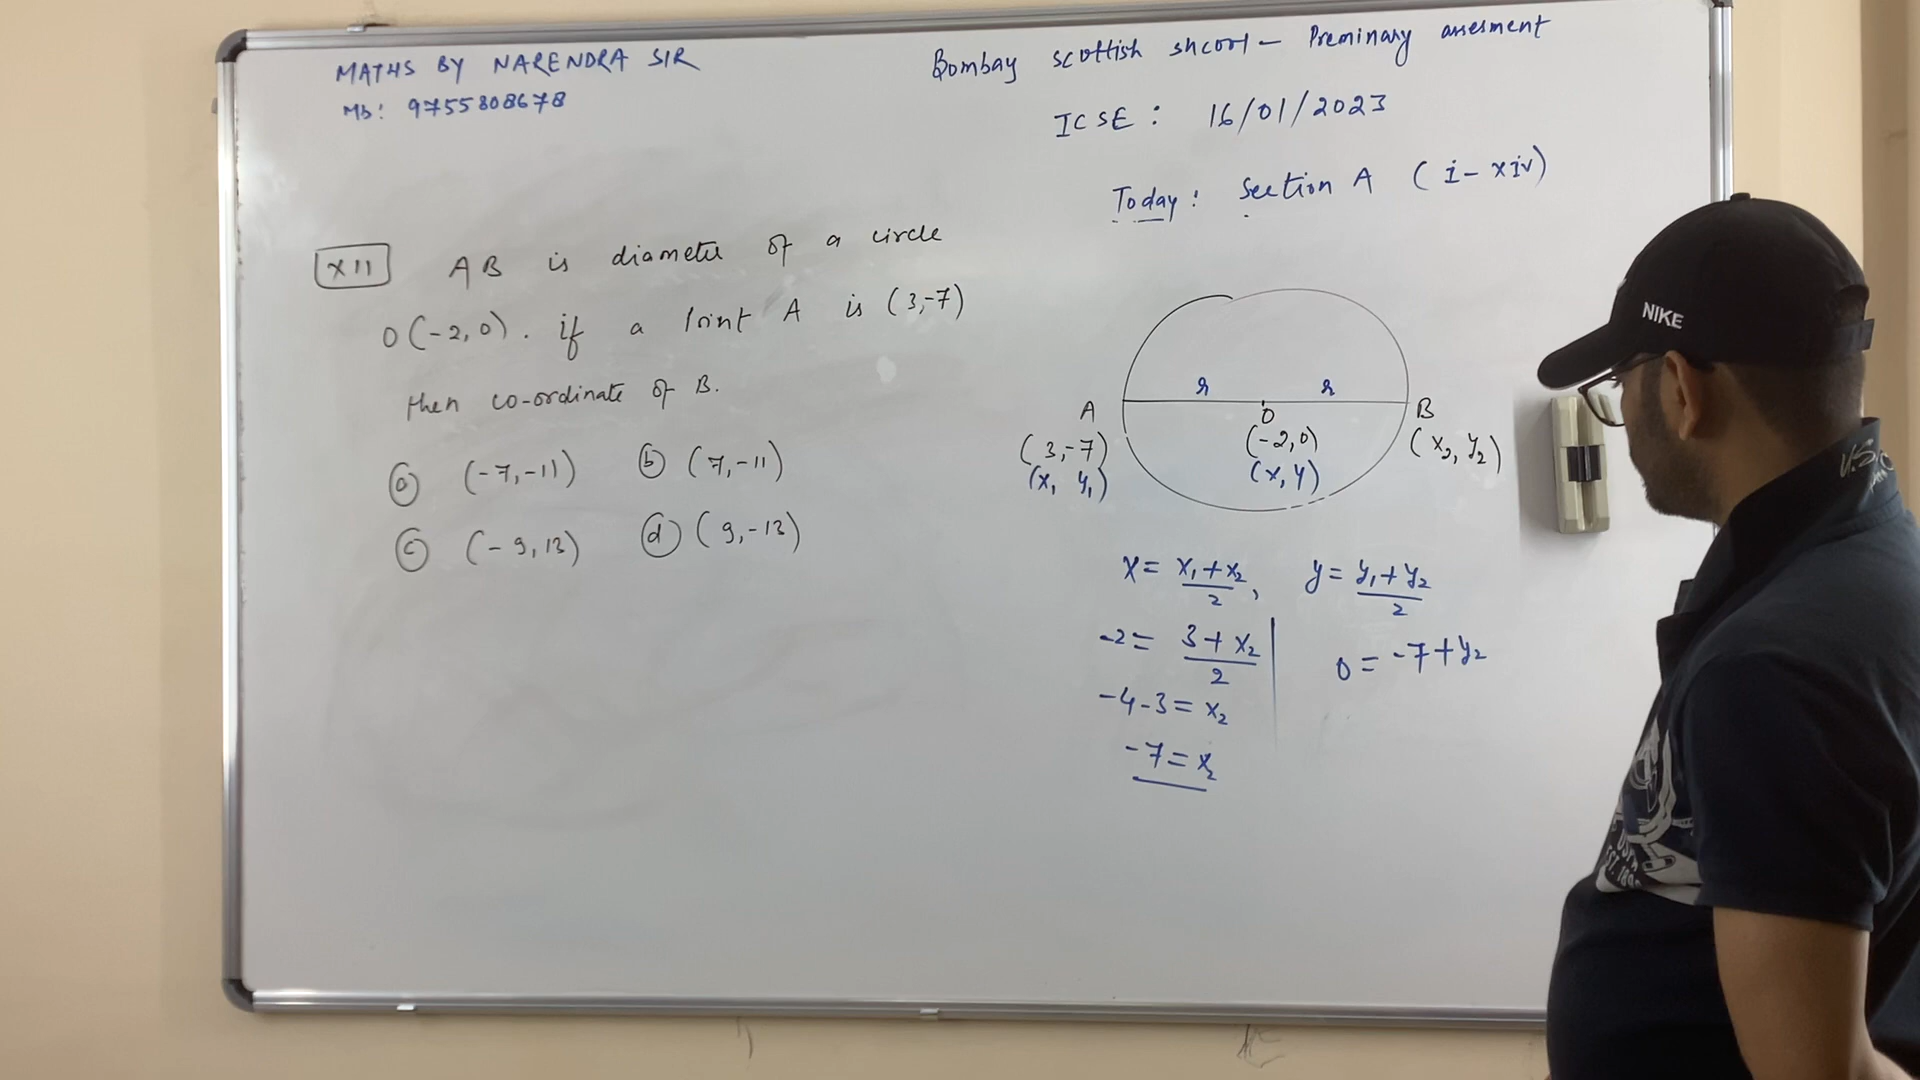 MATHS BY NARENDRA SIR
Mb: 9755808678
Bombay scottish shcorl - Preminary assesment
ICSE: 16/01/2023
Today: Section A (i - xiv)
XII AB is diameter of a circle
O(-2,0). if a point A is (3,-7)
then co-ordinate of B.
a (-7,-11) b (7,-11)
c (-9,13) d (9,-13)
r r
A O B
(3,-7) (-2,0) (x2, y2)
(x1 y1) (x,y)
x = x1+x2/2, y = y1+y2/2
-2 = 3+x2/2
0 = -7+y2
-4-3 = x2
-7 = x2
NIKE